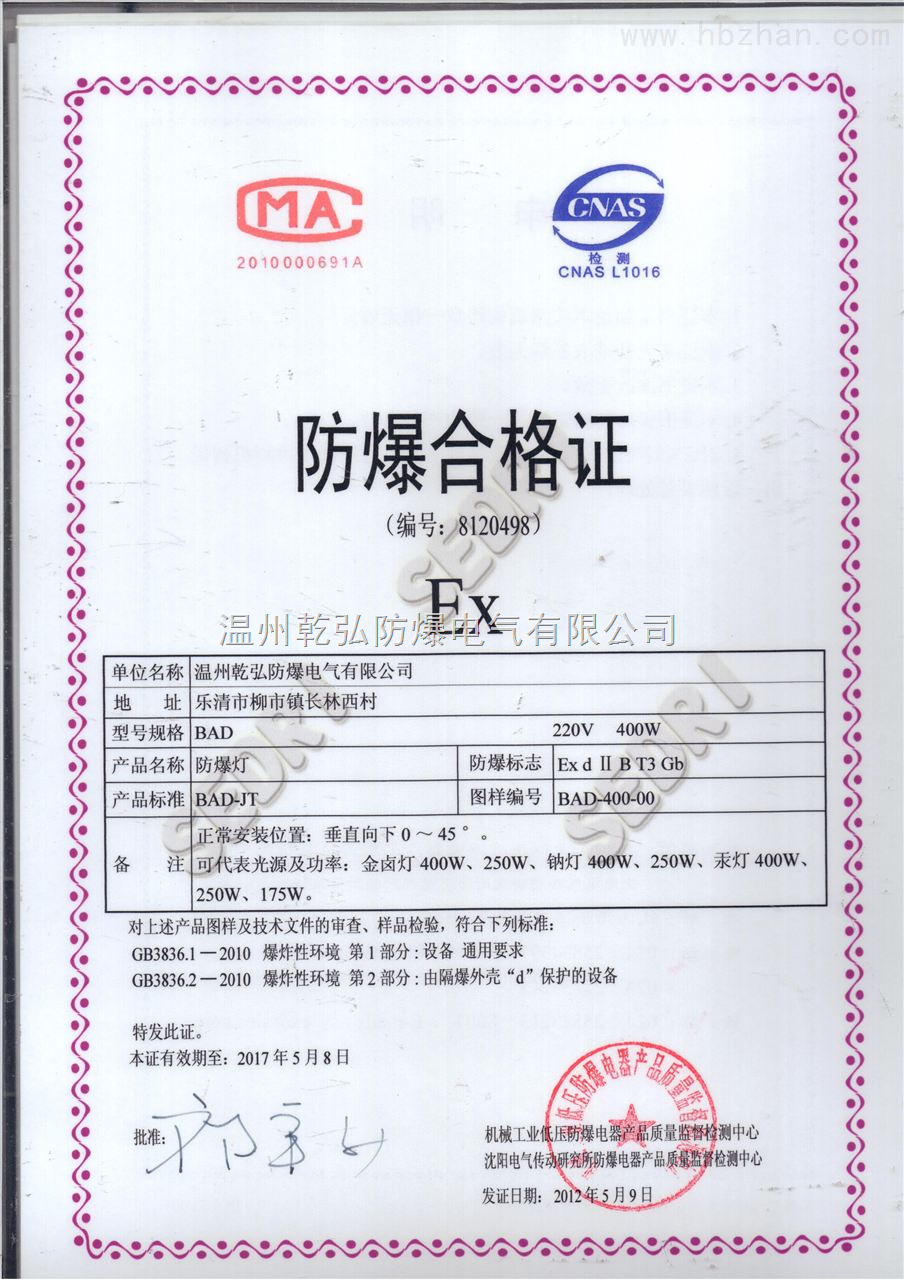 www.hbzhan.com
MA
2010000691A
CNAS
检 测
CNAS L1016
防爆合格证
（编号：8120498）
Ex
温州乾弘防爆电气有限公司
单位名称 温州乾弘防爆电气有限公司
地 址 乐清市柳市镇长林西村
型号规格 BAD 220V 400W
产品名称 防爆灯 防爆标志 Ex d Ⅱ B T3 Gb
产品标准 BAD-JT 图样编号 BAD-400-00
正常安装位置：垂直向下 0 ～ 45 °。
备 注 可代表光源及功率：金卤灯 400W、250W、钠灯 400W、250W、汞灯 400W、
250W、175W。
SEDRI
SEDRI
SEDRI
对上述产品图样及技术文件的审查、样品检验，符合下列标准：
GB3836.1—2010 爆炸性环境 第 1 部分：设备 通用要求
GB3836.2—2010 爆炸性环境 第 2 部分：由隔爆外壳“d”保护的设备
特发此证。
本证有效期至：2017 年 5 月 8 日
批准：
机械工业低压防爆电器产品质量监督检测中心
沈阳电气传动研究所防爆电器产品质量监督检测中心
发证日期：2012 年 5 月 9 日